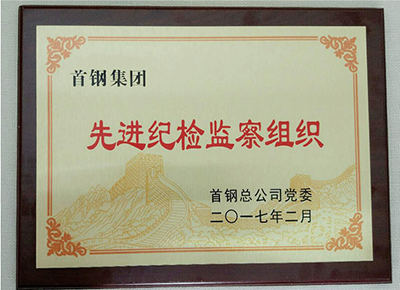 首钢集团
先进纪检监察组织
首钢总公司党委
二〇一七年二月